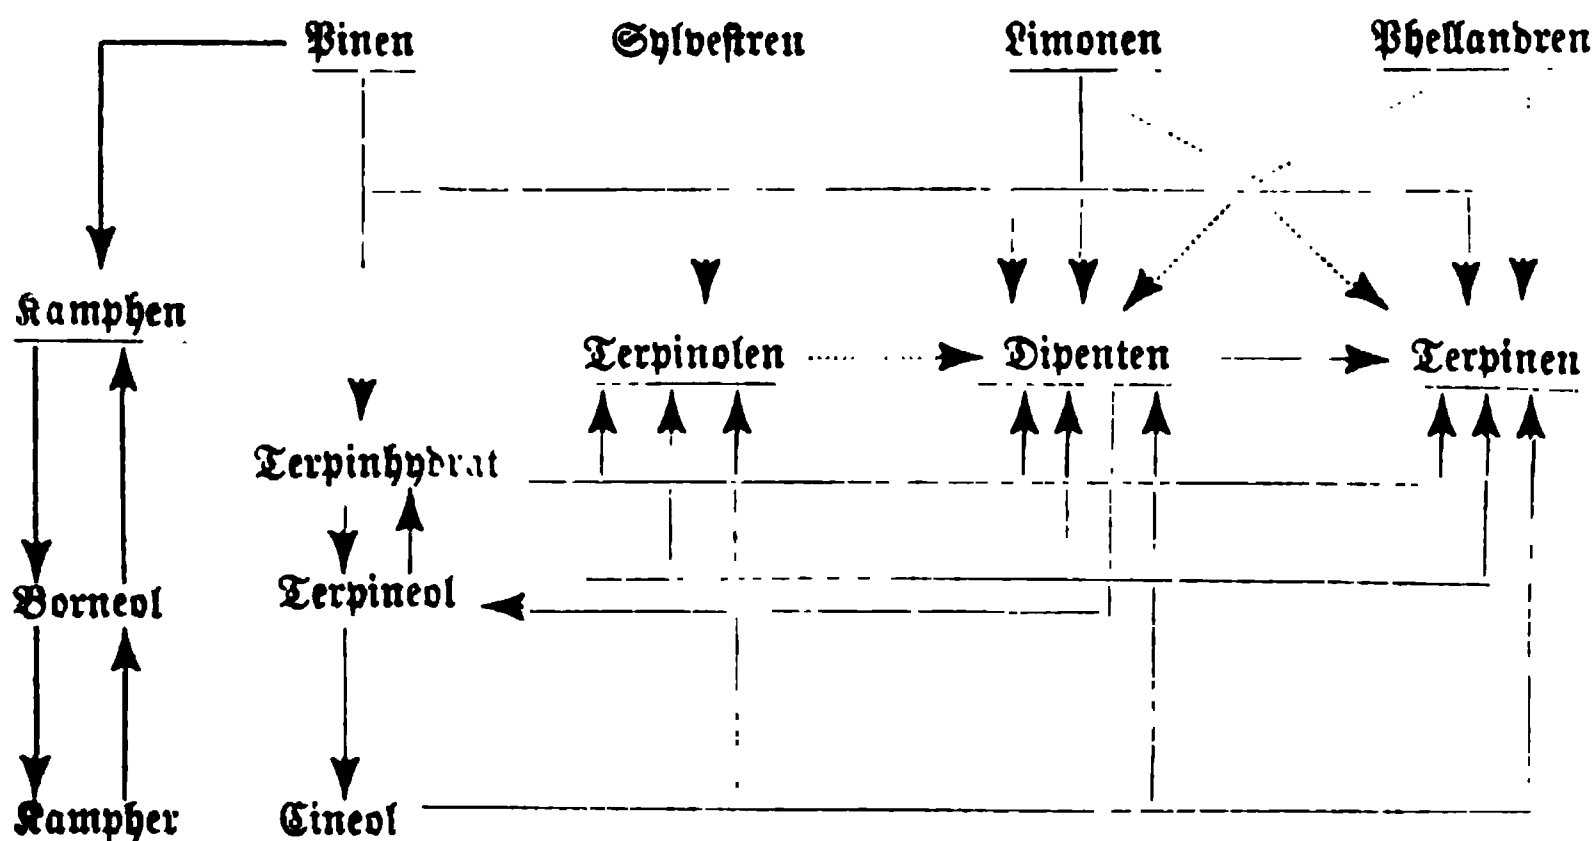 Pinen Sylvestren Limonen Phellandren
Kamphen
Terpinolen Dipenten Terpinen
Terpinhydrat
Borneol Terpineol
Kampher Cineol